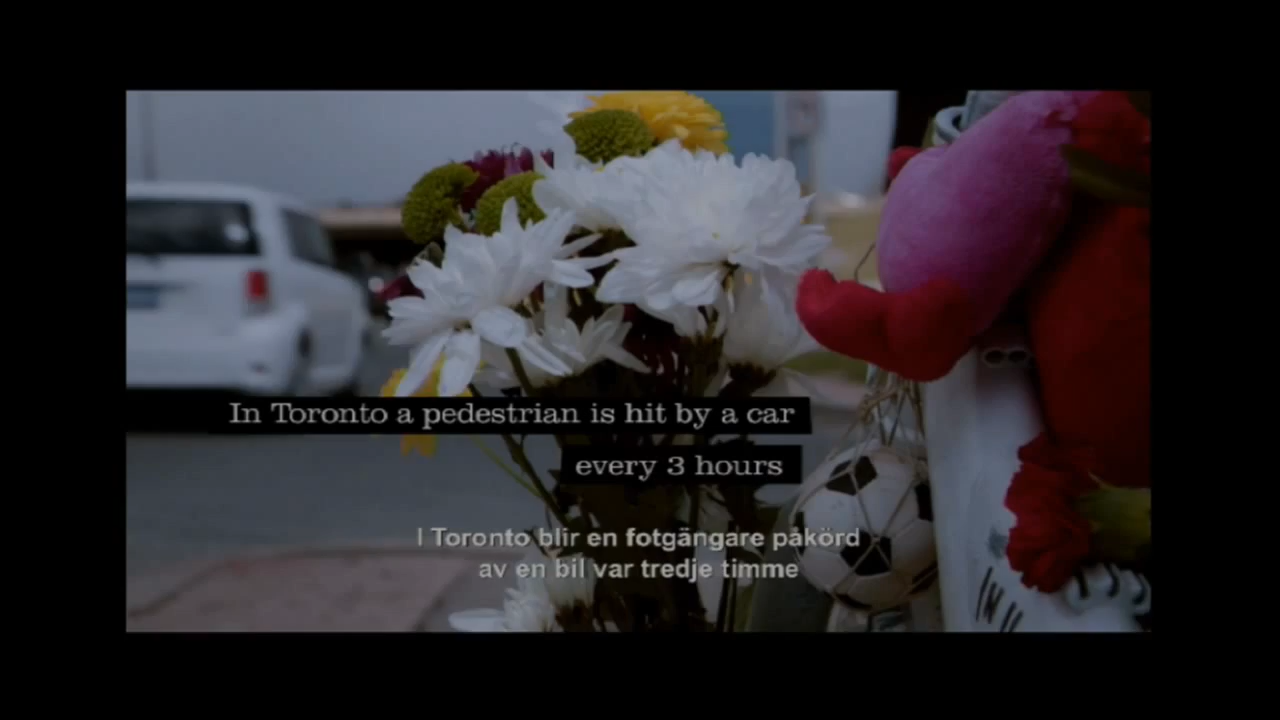 In Toronto a pedestrian is hit by a car
every 3 hours
I Toronto blir en fotgängare påkörd
av en bil var tredje timme